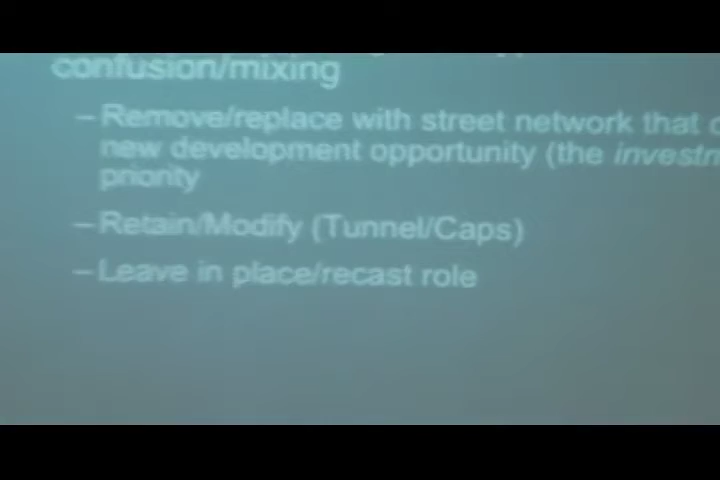 confusion/mixing
– Remove/replace with street network that
new development opportunity (the
priority
– Retain/Modify (Tunnel/Caps)
– Leave in place/recast role